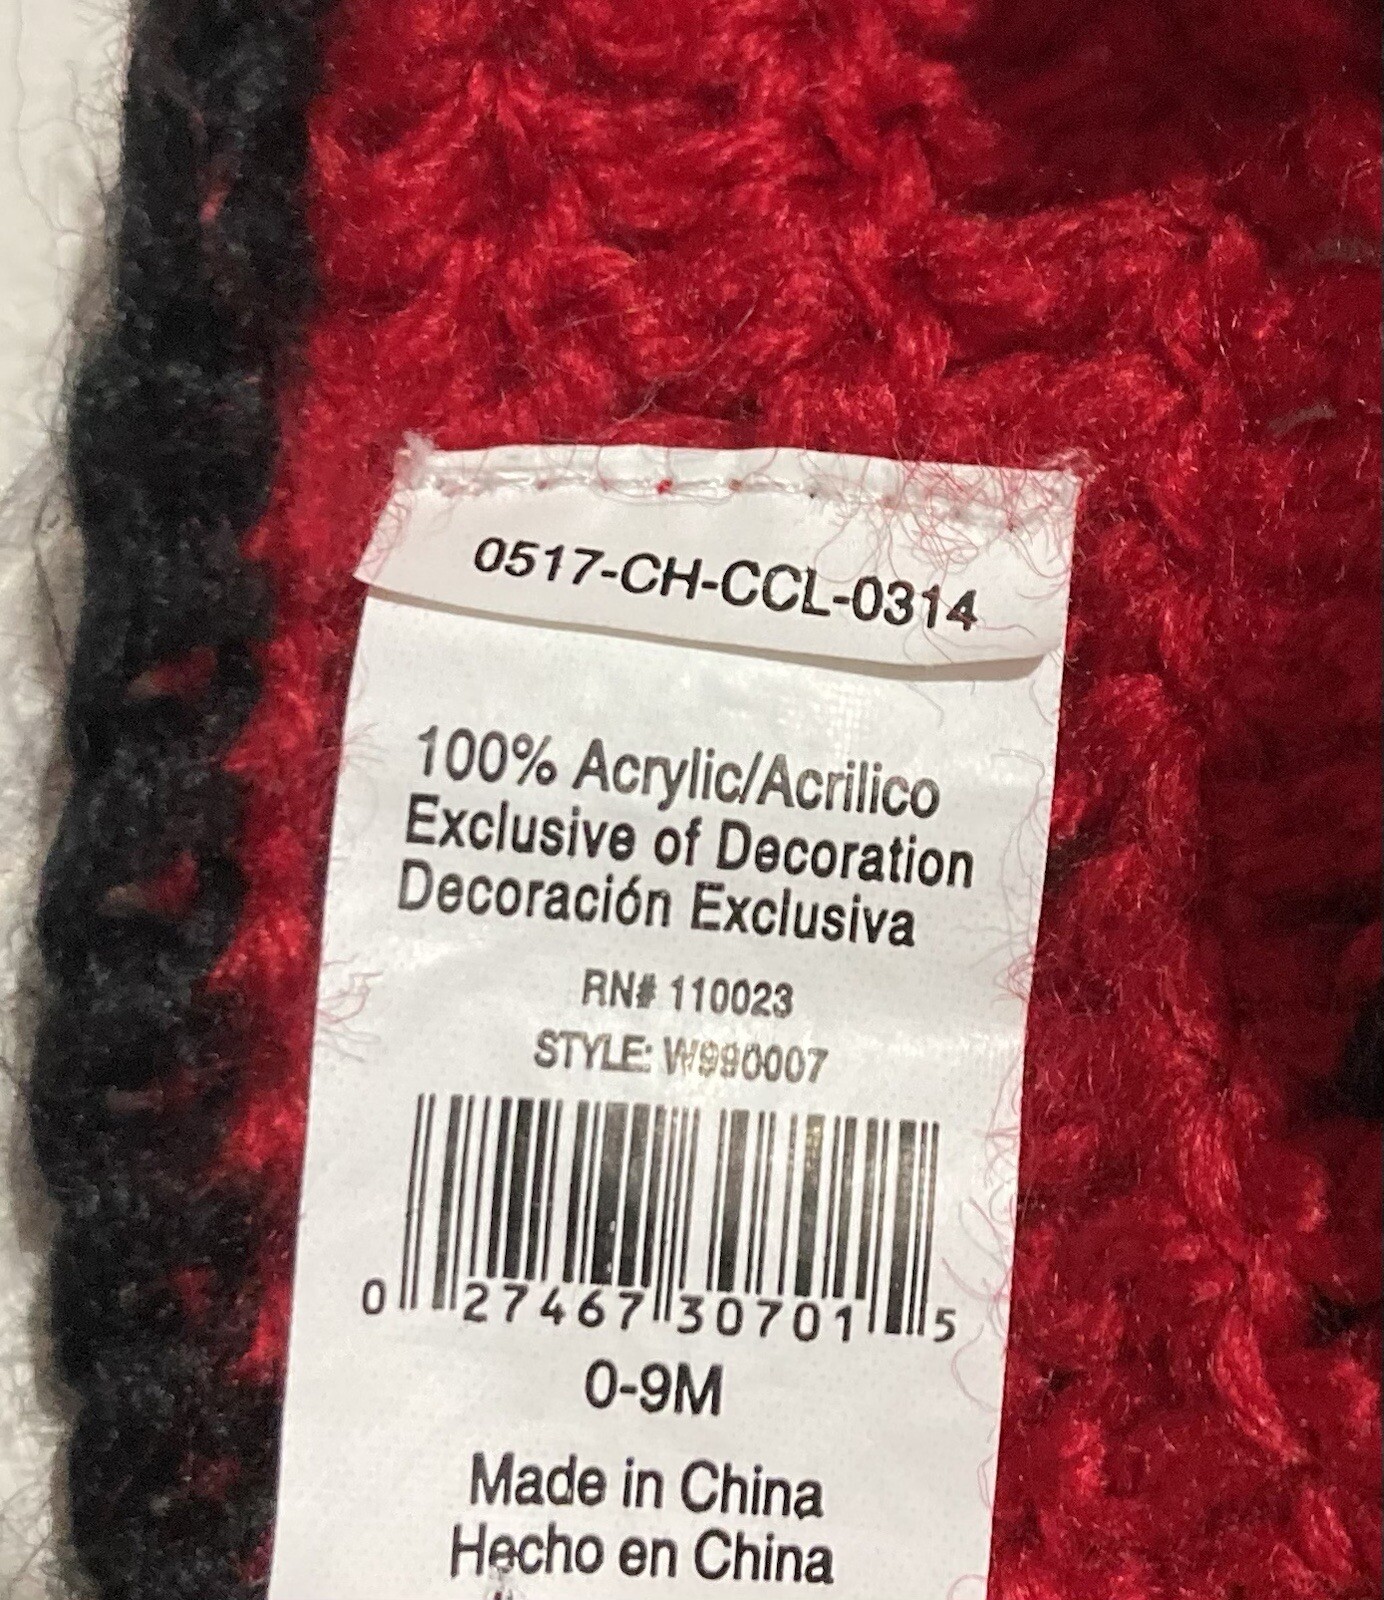 0517-CH-CCL-0314
100% Acrylic/Acrilico
Exclusive of Decoration
Decoración Exclusiva
RN# 110023
STYLE: W990007
0 27467 30701 5
0-9M
Made in China
Hecho en China